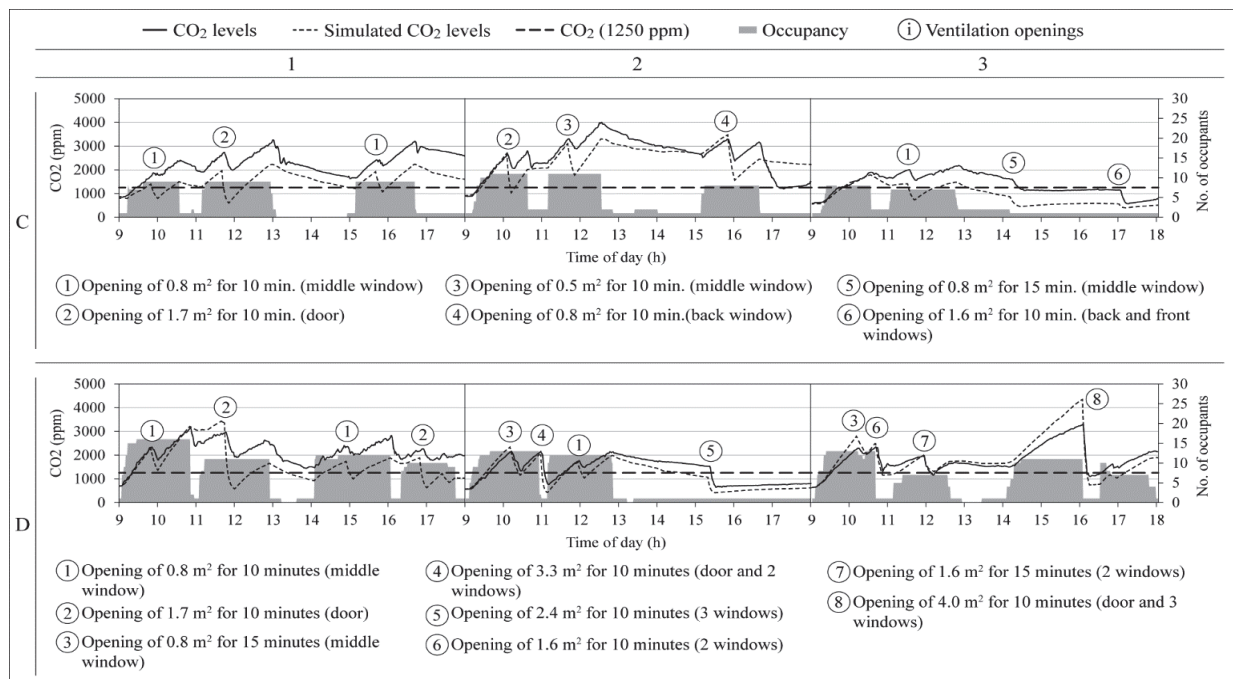 CO2 levels Simulated CO2 levels CO2 (1250 ppm) Occupancy i Ventilation openings
1 2 3
C
CO2 (ppm)
5000
4000
3000
2000
1000
0
1 2 1 2 3 4 1 5 6
30
25
20
15
10
5
0
No. of occupants
9 10 11 12 13 14 15 16 17 9 10 11 12 13 14 15 16 17 9 10 11 12 13 14 15 16 17 18
Time of day (h)
1 Opening of 0.8 m² for 10 min. (middle window)
2 Opening of 1.7 m² for 10 min. (door)
3 Opening of 0.5 m² for 10 min. (middle window)
4 Opening of 0.8 m² for 10 min.(back window)
5 Opening of 0.8 m² for 15 min. (middle window)
6 Opening of 1.6 m² for 10 min. (back and front
windows)
D
CO2 (ppm)
5000
4000
3000
2000
1000
0
1 2 1 2 3 4 1 5 3 6 7 8
30
25
20
15
10
5
0
No. of occupants
9 10 11 12 13 14 15 16 17 9 10 11 12 13 14 15 16 17 9 10 11 12 13 14 15 16 17 18
Time of day (h)
1 Opening of 0.8 m² for 10 minutes (middle
window)
2 Opening of 1.7 m² for 10 minutes (door)
3 Opening of 0.8 m² for 15 minutes (middle
window)
4 Opening of 3.3 m² for 10 minutes (door and 2
windows)
5 Opening of 2.4 m² for 10 minutes (3 windows)
6 Opening of 1.6 m² for 10 minutes (2 windows)
7 Opening of 1.6 m² for 15 minutes (2 windows)
8 Opening of 4.0 m² for 10 minutes (door and 3
windows)